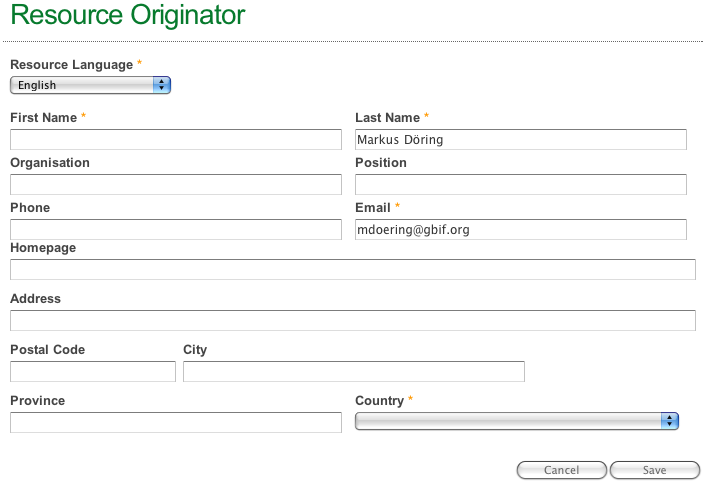 Resource Originator
Resource Language *
English
First Name * Last Name *
Markus Döring
Organisation Position
Phone Email *
mdoering@gbif.org
Homepage
Address
Postal Code City
Province Country *
Cancel Save